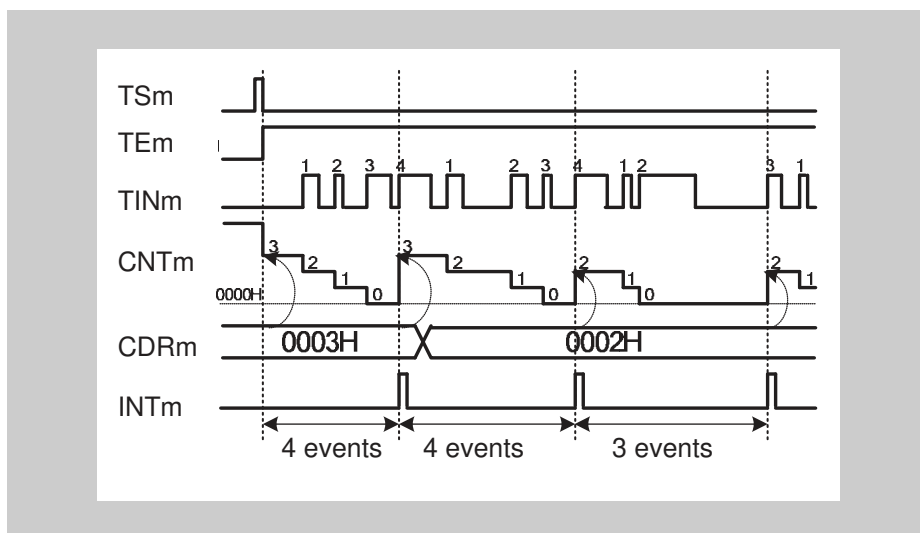 TSm
TEm
1 2 3 4 1 2 3 4 1 2 3 1
TINm
3 2 1 0 3 2 1 0 2 1 0 2 1
CNTm
0000H
CDRm 0003H 0002H
INTm
4 events 4 events 3 events